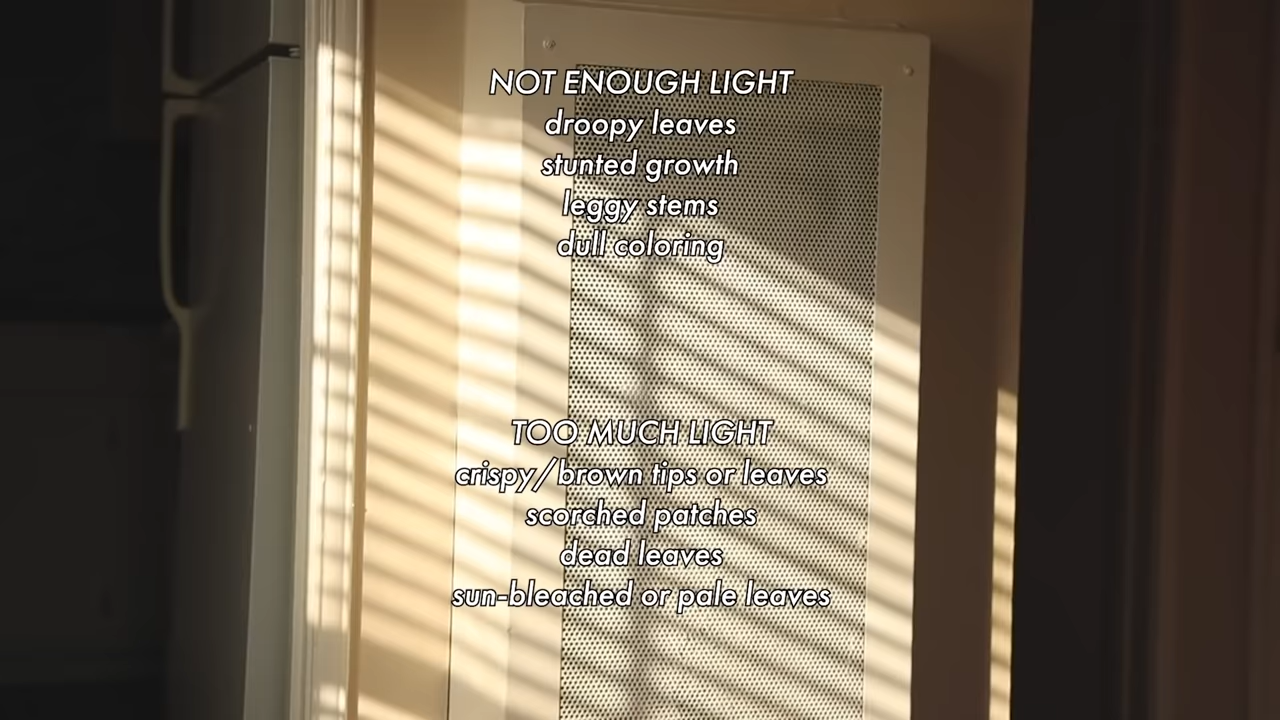 NOT ENOUGH LIGHT
droopy leaves
stunted growth
leggy stems
dull coloring
TOO MUCH LIGHT
crispy/brown tips or leaves
scorched patches
dead leaves
sun-bleached or pale leaves